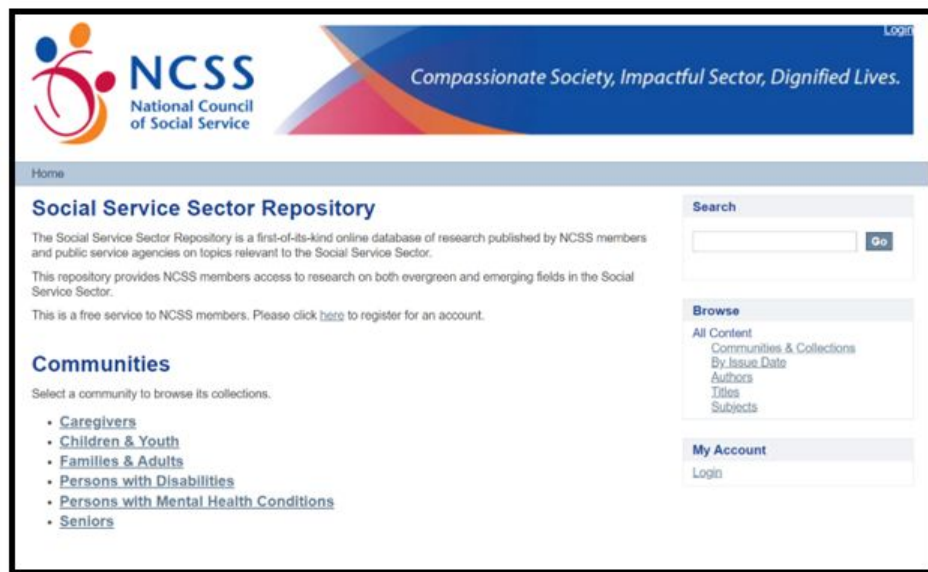 Login
NCSS
National Council
of Social Service
Compassionate Society, Impactful Sector, Dignified Lives.
Home
Social Service Sector Repository
The Social Service Sector Repository is a first-of-its-kind online database of research published by NCSS members
and public service agencies on topics relevant to the Social Service Sector.
This repository provides NCSS members access to research on both evergreen and emerging fields in the Social
Service Sector.
This is a free service to NCSS members. Please click here to register for an account.
Communities
Select a community to browse its collections.
• Caregivers
• Children & Youth
• Families & Adults
• Persons with Disabilities
• Persons with Mental Health Conditions
• Seniors
Search
Go
Browse
All Content
Communities & Collections
By Issue Date
Authors
Titles
Subjects
My Account
Login